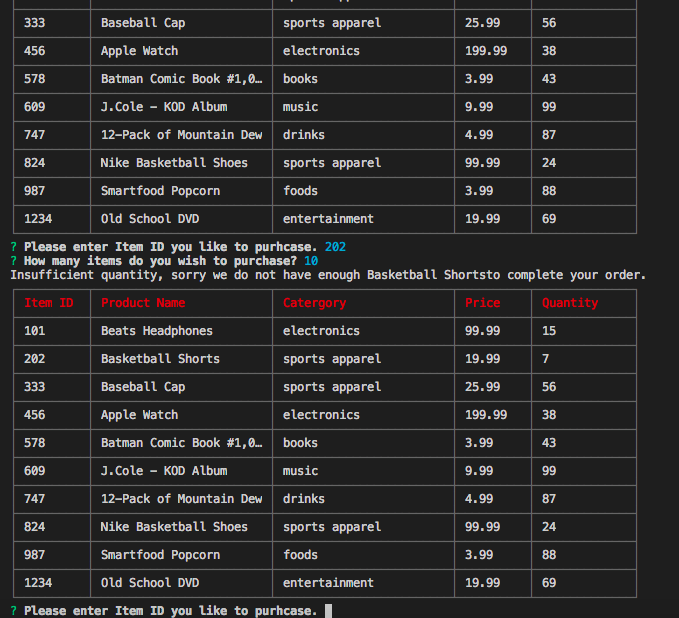 333 Baseball Cap sports apparel 25.99 56
456 Apple Watch electronics 199.99 38
578 Batman Comic Book #1,0… books 3.99 43
609 J.Cole - KOD Album music 9.99 99
747 12-Pack of Mountain Dew drinks 4.99 87
824 Nike Basketball Shoes sports apparel 99.99 24
987 Smartfood Popcorn foods 3.99 88
1234 Old School DVD entertainment 19.99 69
? Please enter Item ID you like to purhcase. 202
? How many items do you wish to purchase? 10
Insufficient quantity, sorry we do not have enough Basketball Shortsto complete your order.
Item ID Product Name Catergory Price Quantity
101 Beats Headphones electronics 99.99 15
202 Basketball Shorts sports apparel 19.99 7
333 Baseball Cap sports apparel 25.99 56
456 Apple Watch electronics 199.99 38
578 Batman Comic Book #1,0… books 3.99 43
609 J.Cole - KOD Album music 9.99 99
747 12-Pack of Mountain Dew drinks 4.99 87
824 Nike Basketball Shoes sports apparel 99.99 24
987 Smartfood Popcorn foods 3.99 88
1234 Old School DVD entertainment 19.99 69
? Please enter Item ID you like to purhcase.